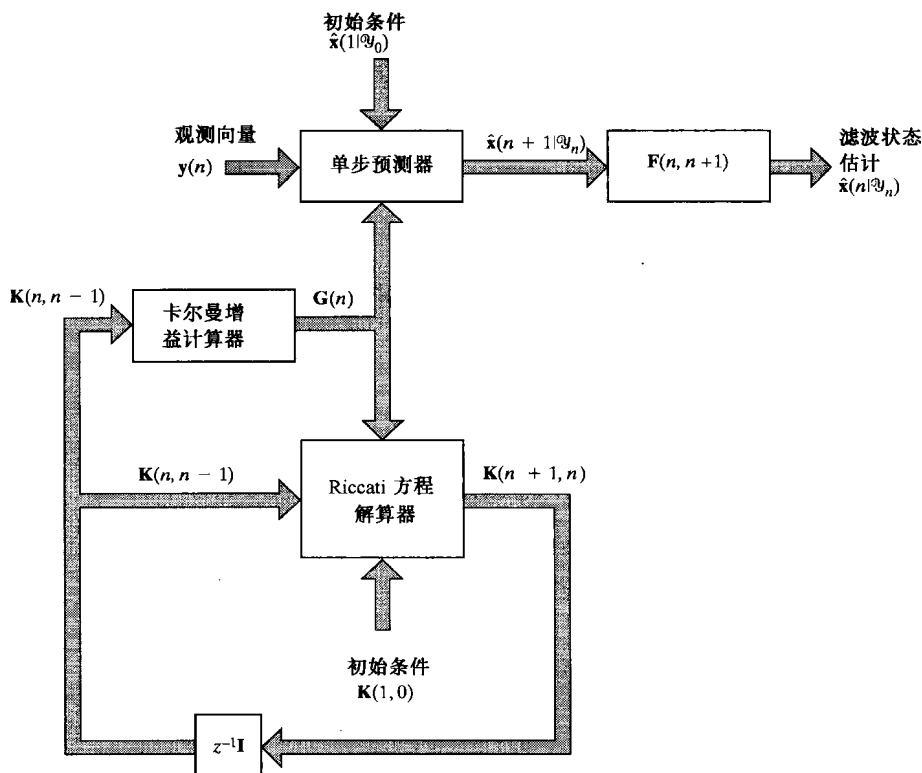 初始条件
x̂(1|𝒴₀)
观测向量
y(n)
单步预测器
x̂(n + 1|𝒴ₙ)
F(n, n+1)
滤波状态
估计
x̂(n|𝒴ₙ)
K(n, n − 1)
卡尔曼增
益计算器
G(n)
K(n, n − 1)
Riccati 方程
解算器
K(n + 1, n)
初始条件
K(1, 0)
z⁻¹I